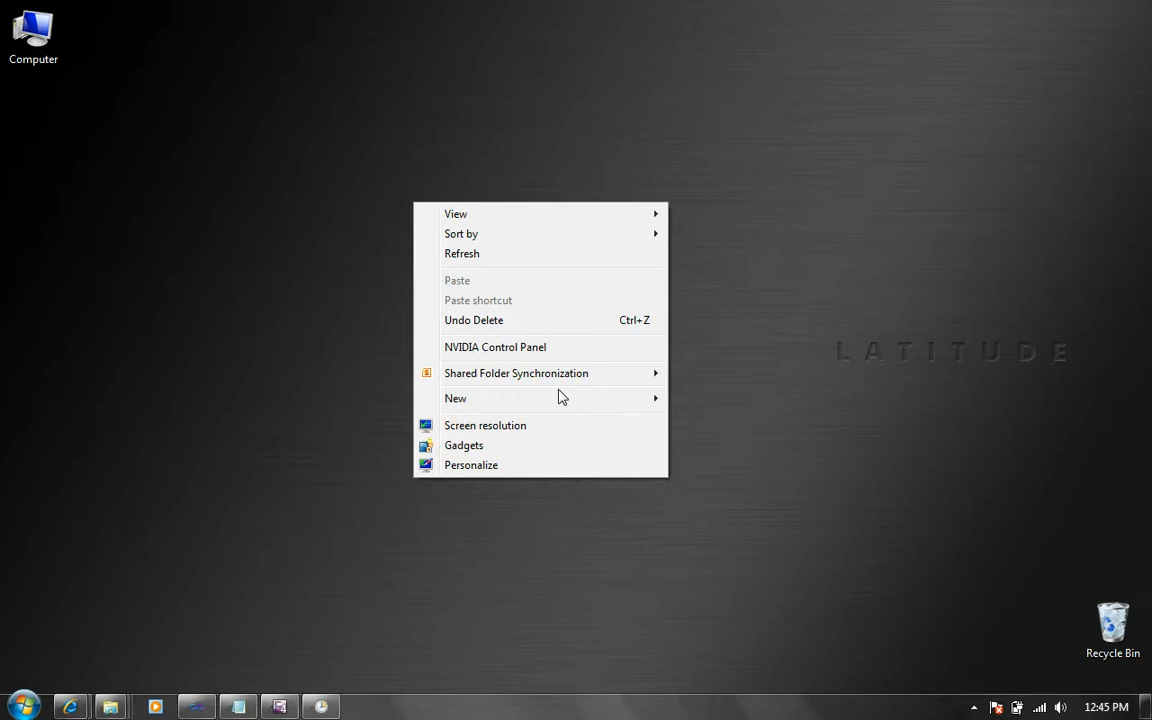 Computer
View
Sort by
Refresh
Paste
Paste shortcut
Undo Delete Ctrl+Z
NVIDIA Control Panel
LATITUDE
S Shared Folder Synchronization
New
Screen resolution
Gadgets
Personalize
Recycle Bin
12:45 PM